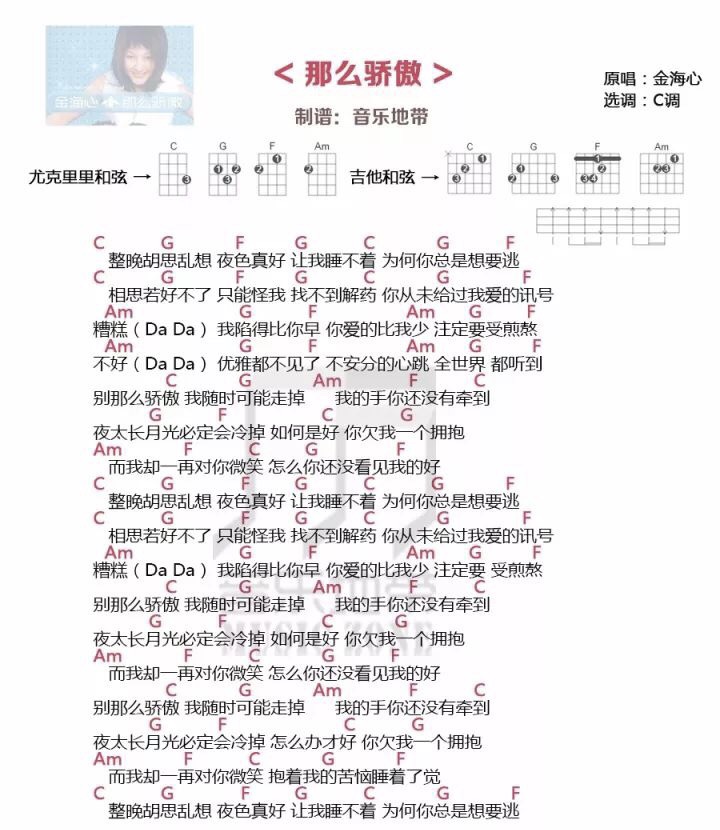 金海心 那么骄傲
< 那么骄傲 >
制谱：音乐地带
原唱：金海心
选调：C调
尤克里里和弦 → C G F Am 吉他和弦 → C G F Am
C G F G C G F
整晚胡思乱想 夜色真好 让我睡不着 为何你总是想要逃
C G F G C G F
相思若好不了 只能怪我 找不到解药 你从未给过我爱的讯号
Am G F Am G F
糟糕（Da Da） 我陷得比你早 你爱的比我少 注定要受煎熬
Am G F Am G F
不好（Da Da） 优雅都不见了 不安分的心跳 全世界 都听到
C G Am F C
别那么骄傲 我随时可能走掉 我的手你还没有牵到
G F C G
夜太长月光必定会冷掉 如何是好 你欠我一个拥抱
Am F C G F
而我却一再对你微笑 怎么你还没看见我的好
C G F G C G F
整晚胡思乱想 夜色真好 让我睡不着 为何你总是想要逃
C G F G C G F
相思若好不了 只能怪我 找不到解药 你从未给过我爱的讯号
Am G F Am G F
糟糕（Da Da） 我陷得比你早 你爱的比我少 注定要 受煎熬
C G Am F C
别那么骄傲 我随时可能走掉 我的手你还没有牵到
G F C G
夜太长月光必定会冷掉 如何是好 你欠我一个拥抱
Am F C G F
而我却一再对你微笑 怎么你还没看见我的好
C G Am F C
别那么骄傲 我随时可能走掉 我的手你还没有牵到
G F C G
夜太长月光必定会冷掉 怎么办才好 你欠我一个拥抱
Am F C G F
而我却一再对你微笑 抱着我的苦恼睡着了觉
C G F G C G F
整晚胡思乱想 夜色真好 让我睡不着 为何你总是想要逃
音乐地带
MUSIC ZONE